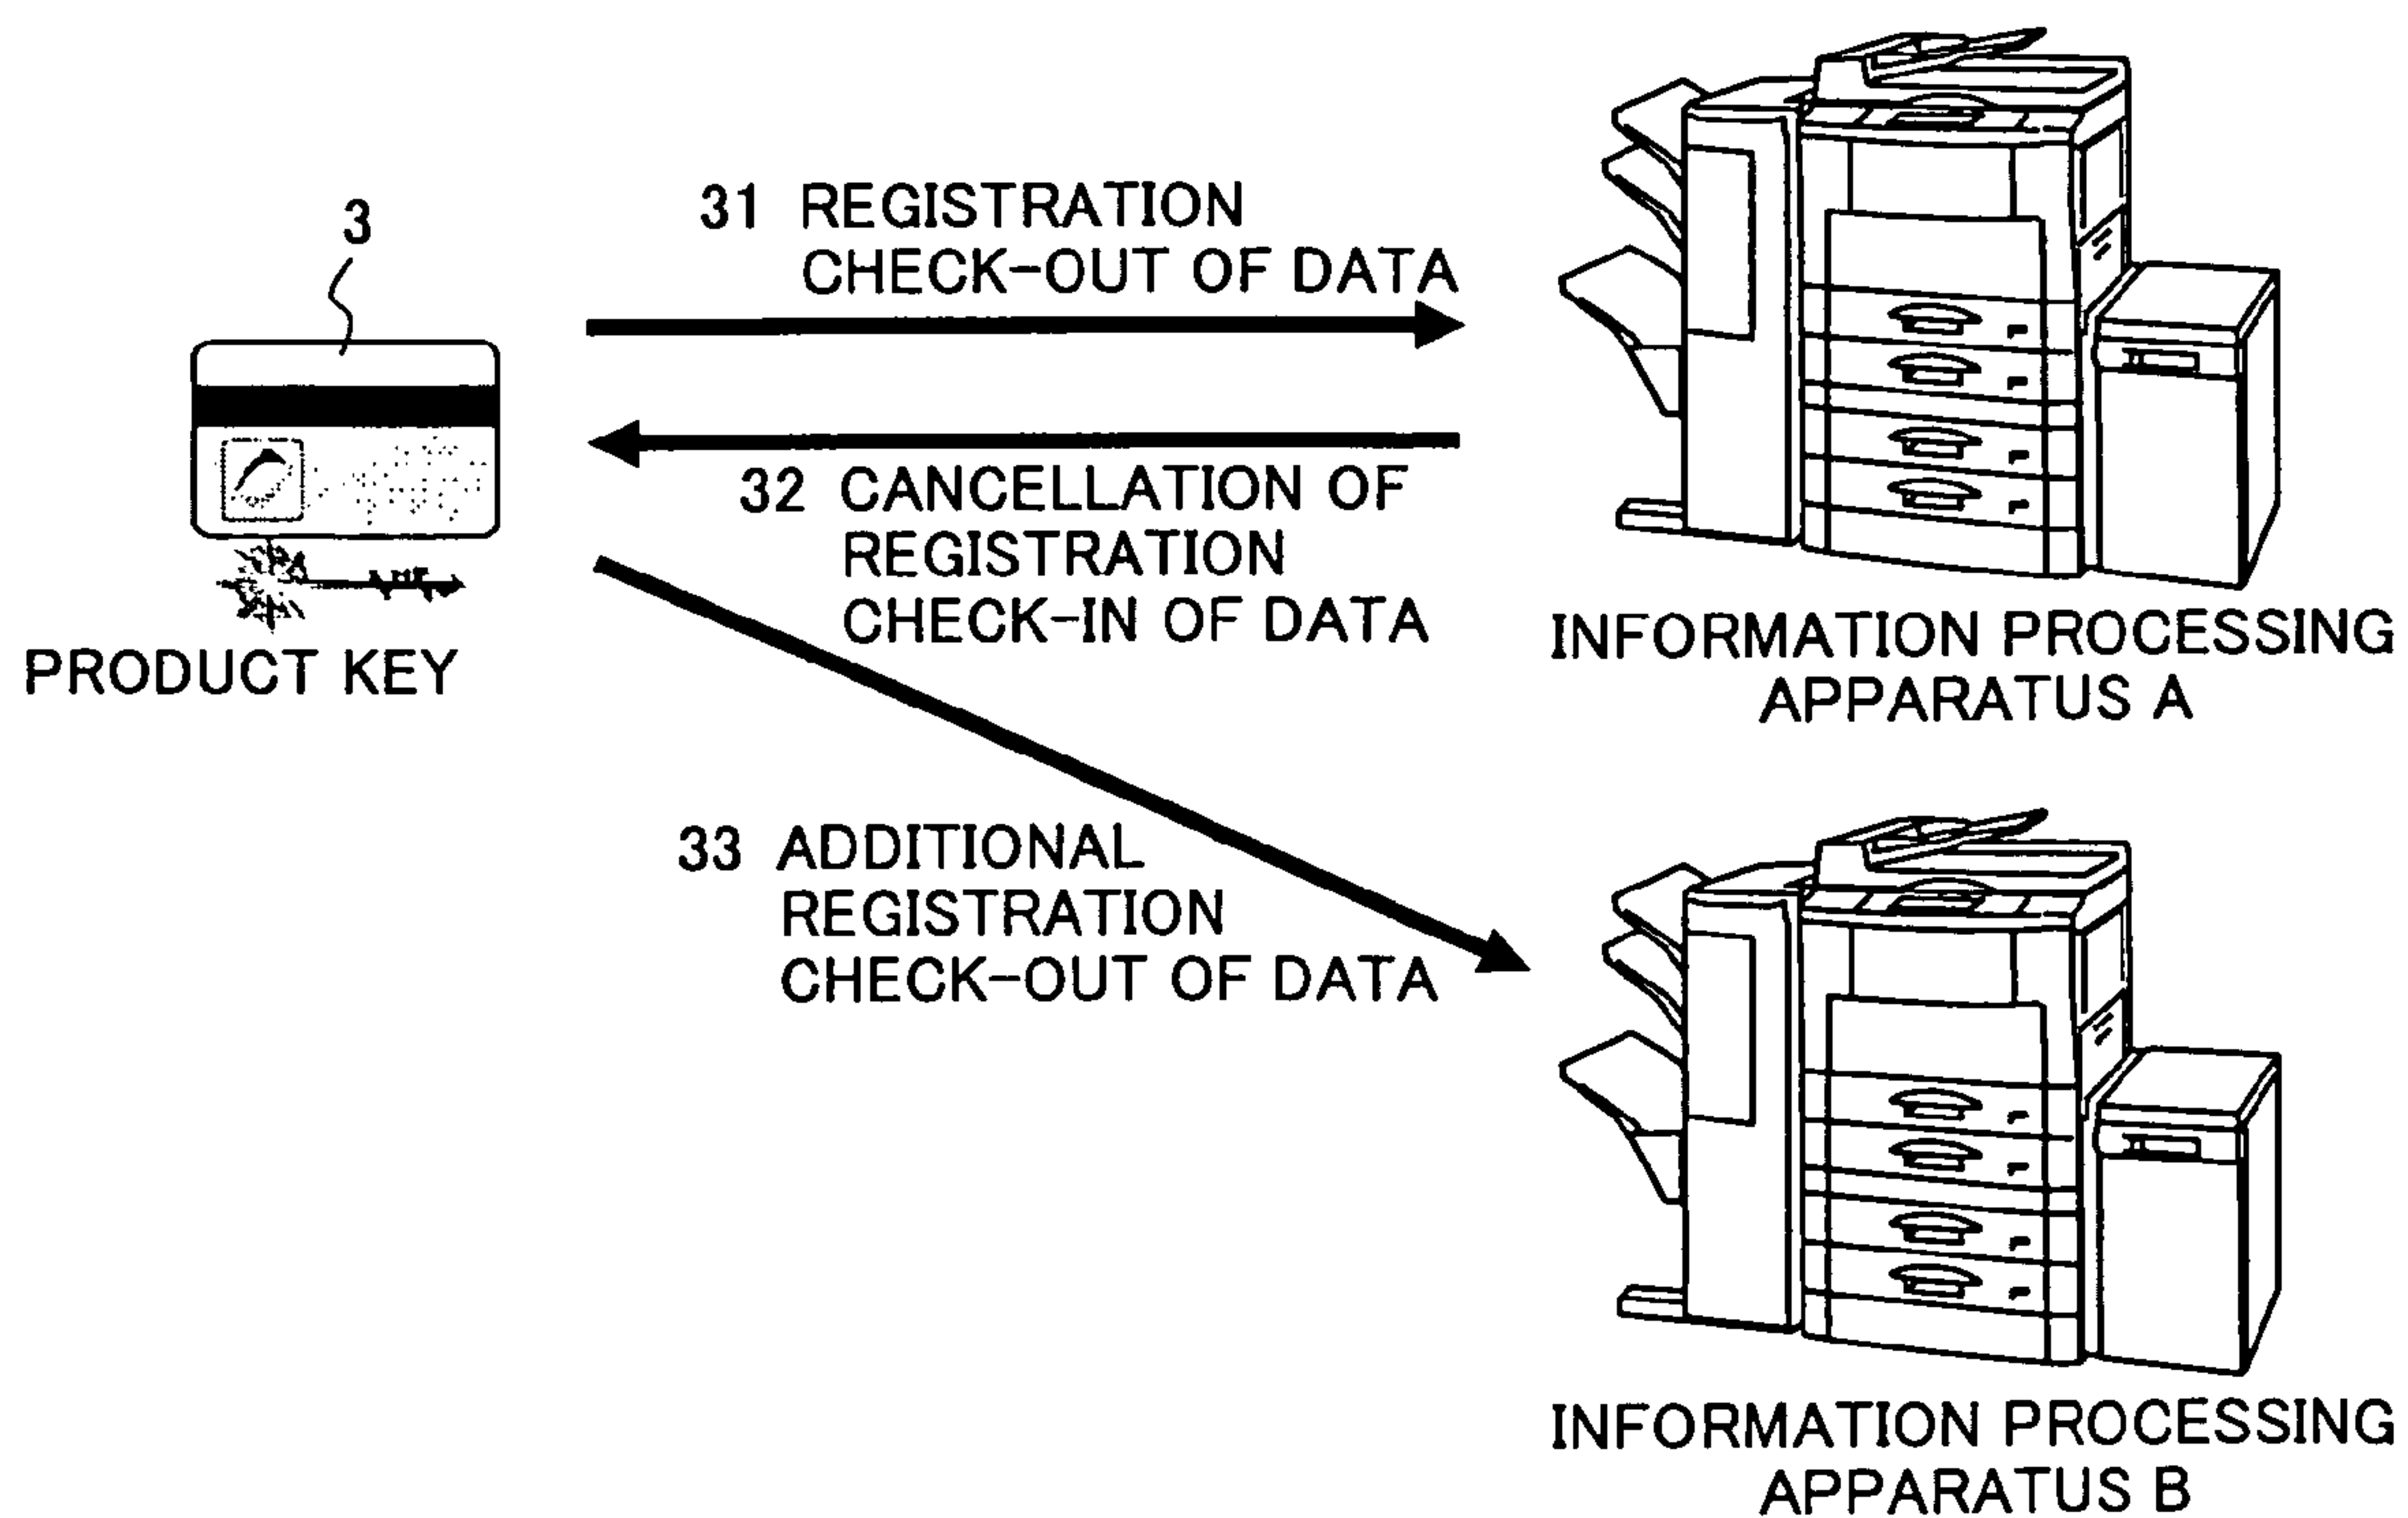 3
PRODUCT KEY
31 REGISTRATION
CHECK-OUT OF DATA
32 CANCELLATION OF
REGISTRATION
CHECK-IN OF DATA
33 ADDITIONAL
REGISTRATION
CHECK-OUT OF DATA
INFORMATION PROCESSING
APPARATUS A
INFORMATION PROCESSING
APPARATUS B